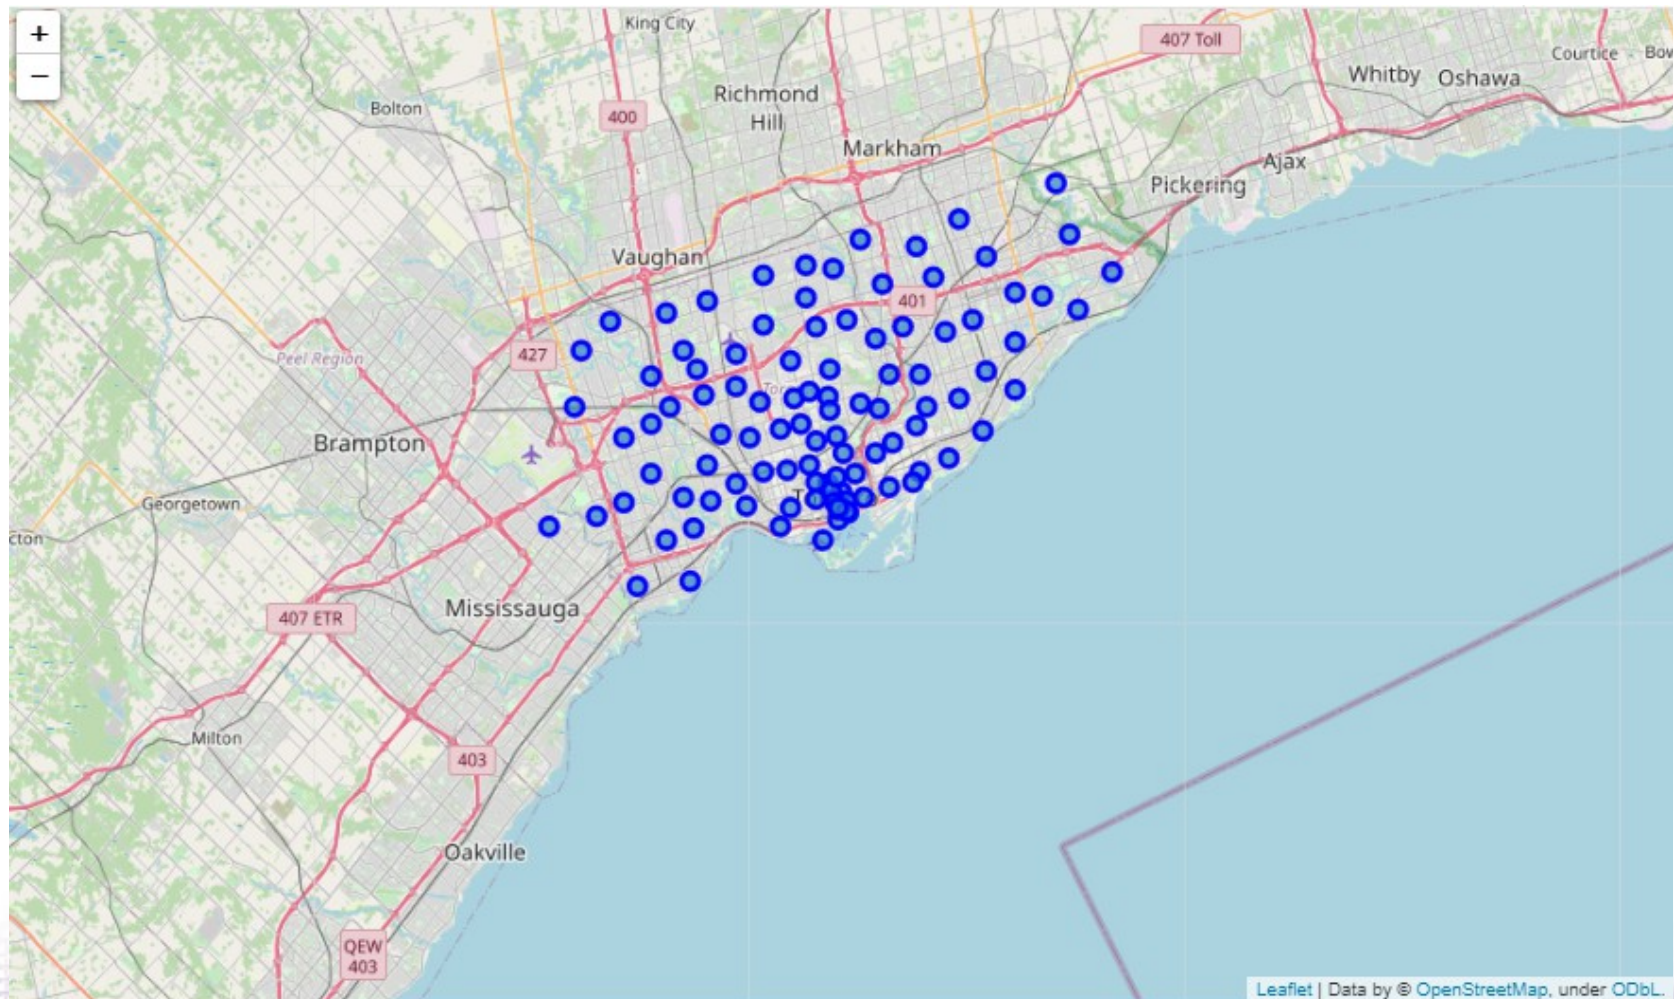 +
−
King City
407 Toll
Courtice
Whitby
Oshawa
Richmond
Hill
Bolton
400
Markham
Ajax
Pickering
Vaughan
401
427
Peel Region
Brampton
Georgetown
407 ETR
Mississauga
Milton
403
Oakville
QEW
403
Leaflet | Data by © OpenStreetMap, under ODbL.